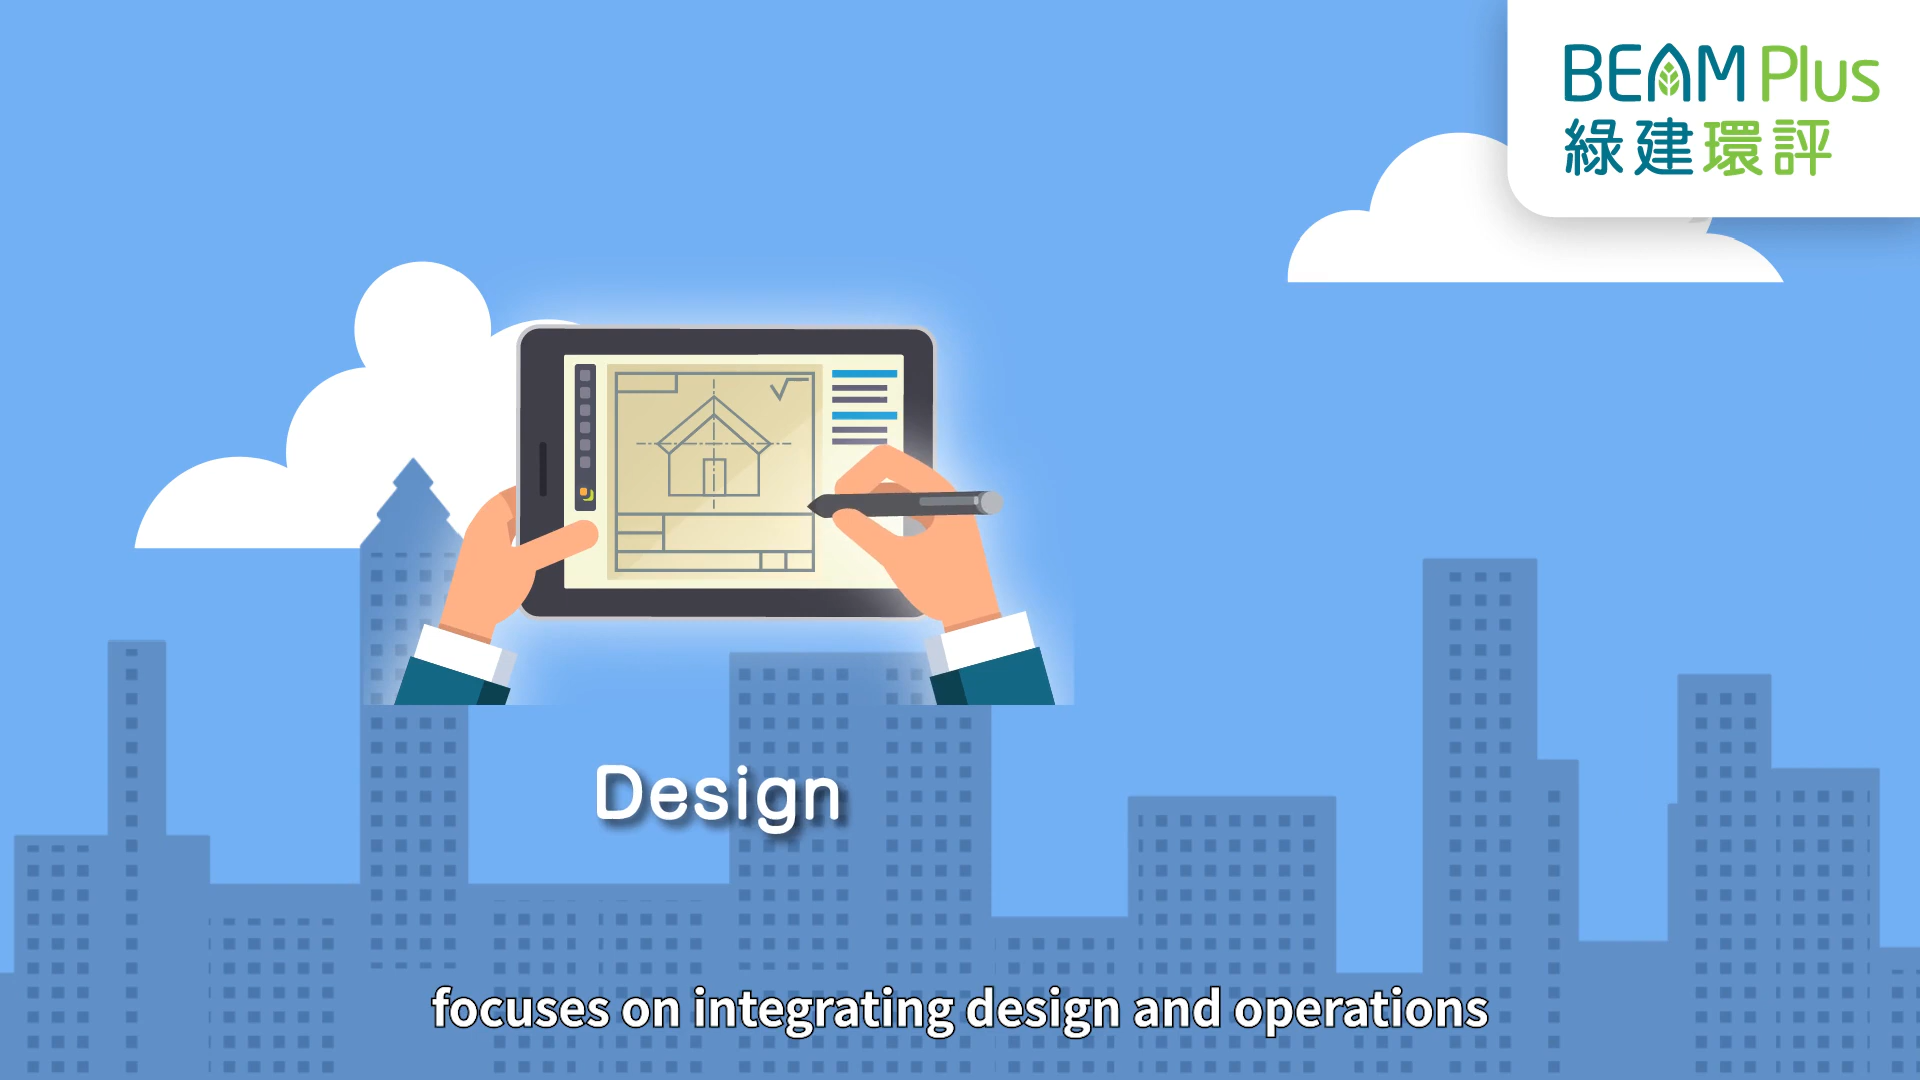 BEAM Plus
綠建環評
Design
focuses on integrating design and operations